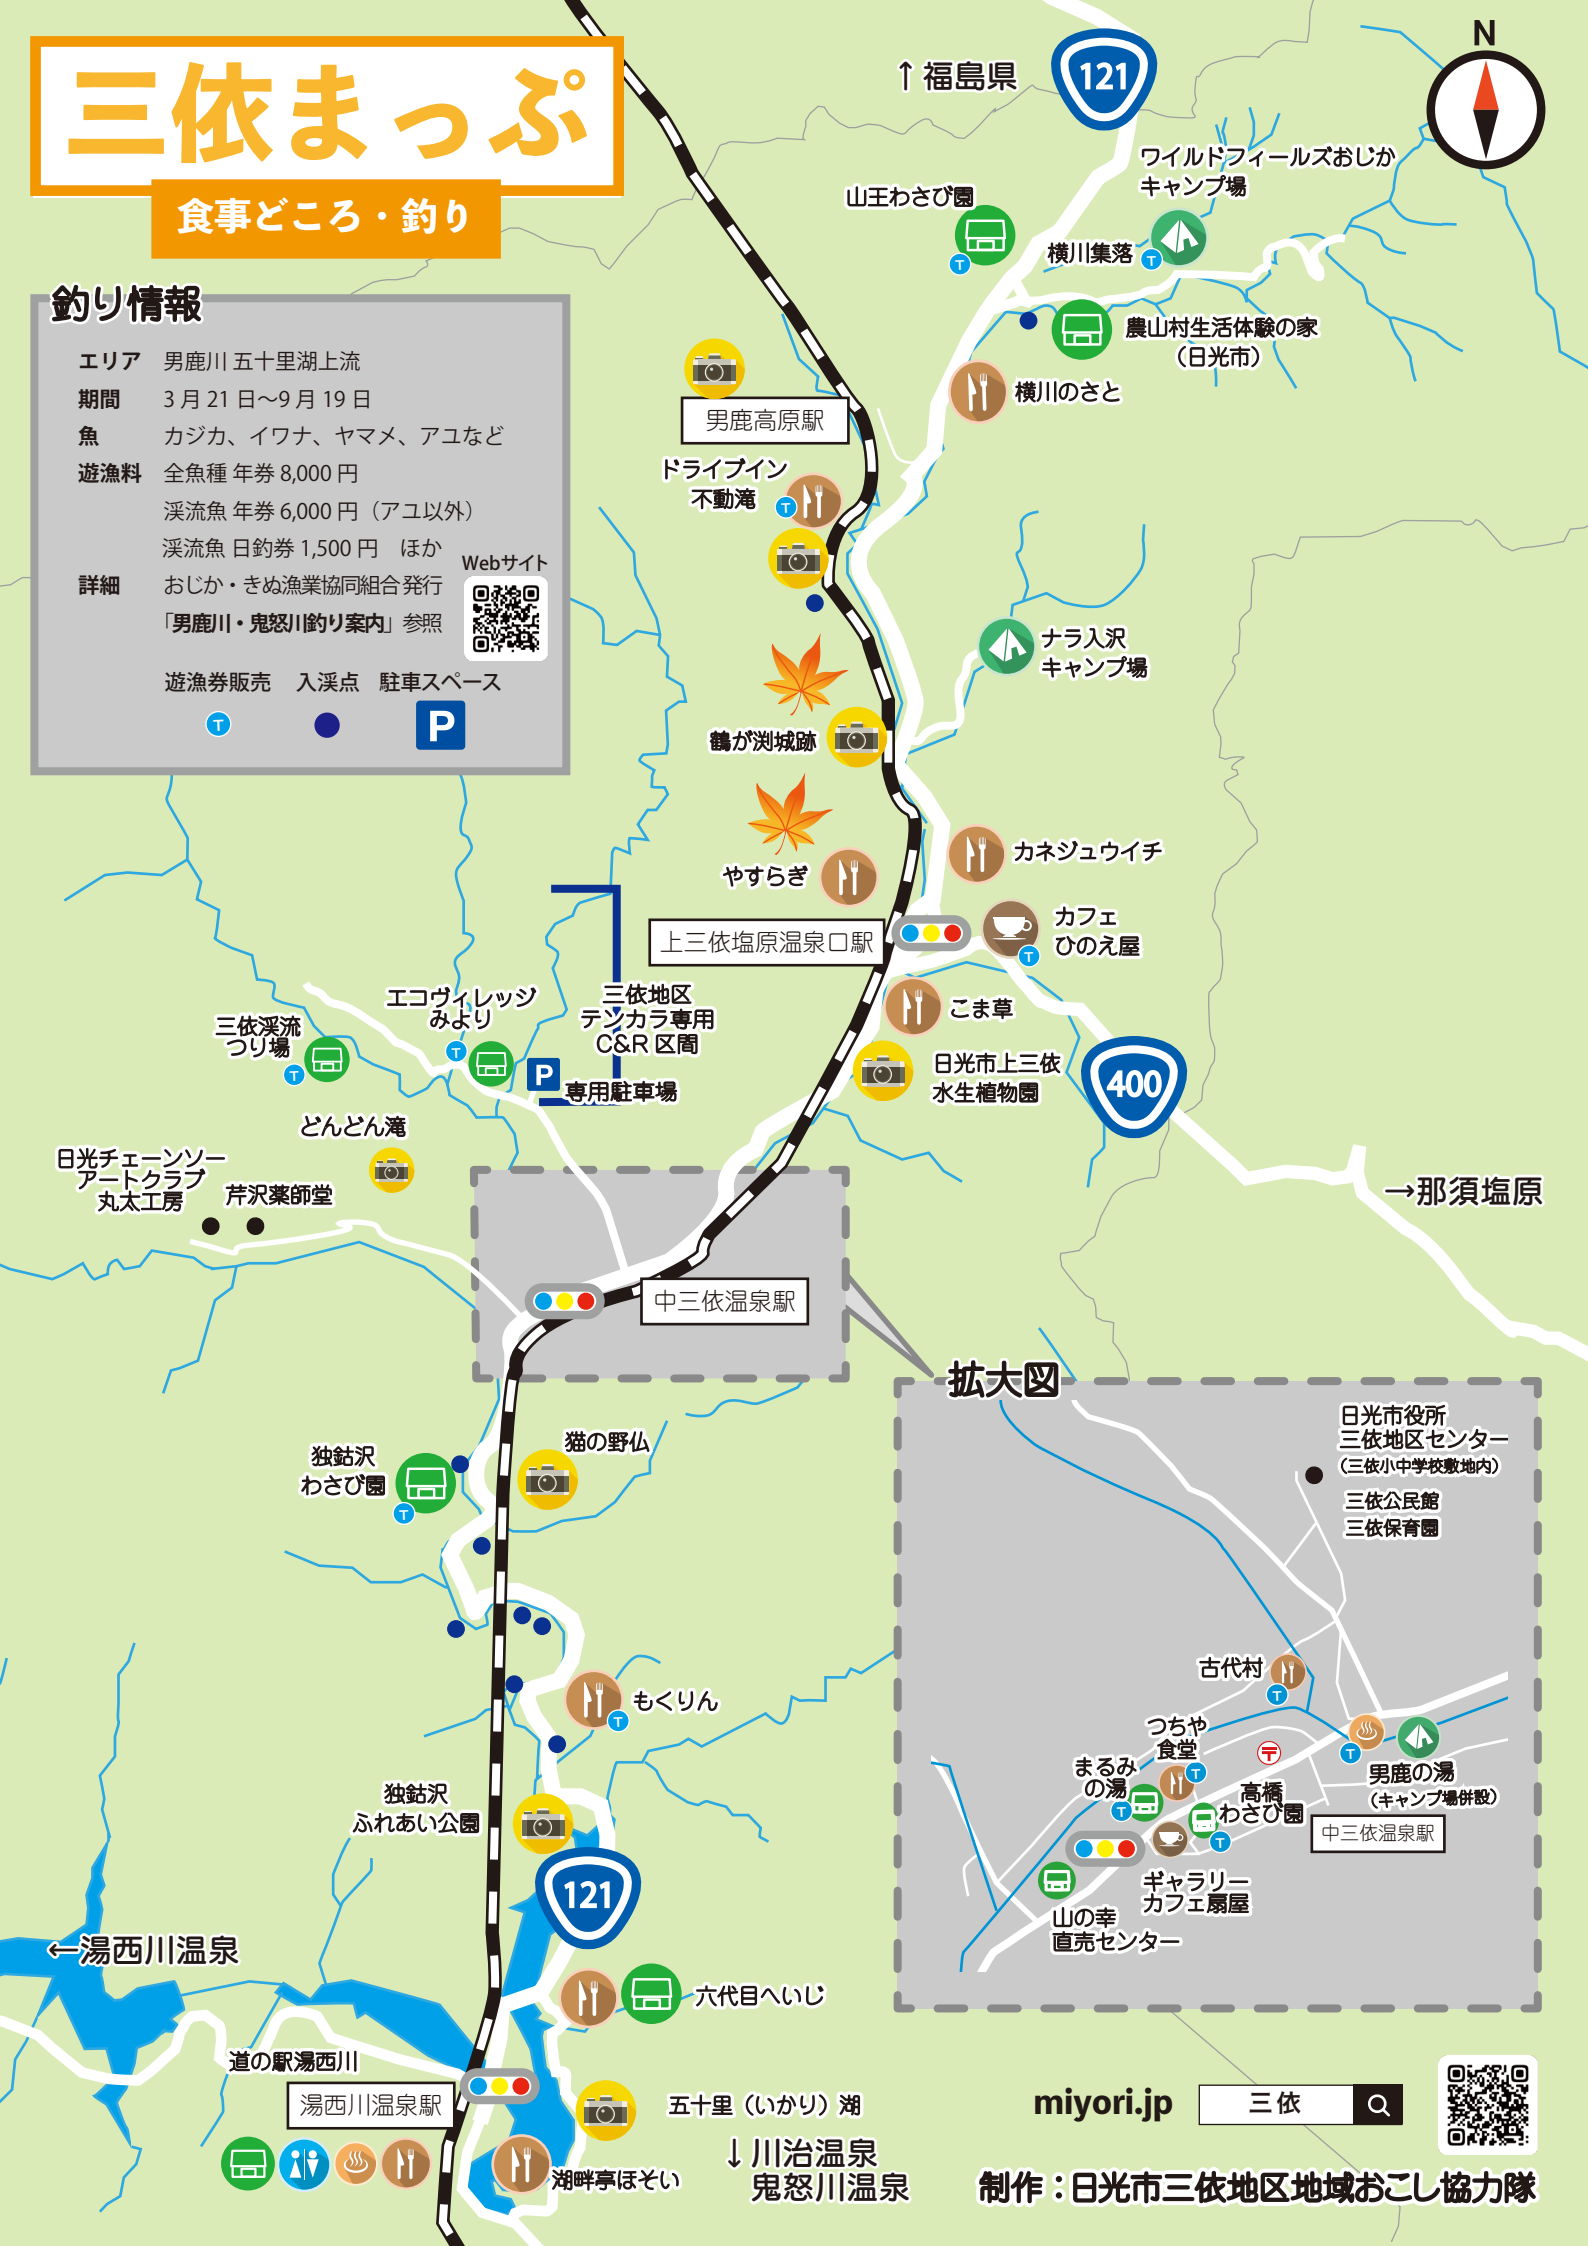 三依まっぷ
食事どころ・釣り
釣り情報
エリア 男鹿川 五十里湖上流
期間 3月21日～9月19日
魚 カジカ、イワナ、ヤマメ、アユなど
遊漁料 全魚種 年券 8,000 円
渓流魚 年券 6,000 円（アユ以外）
渓流魚 日釣券 1,500 円　ほか
Webサイト
詳細 おじか・きぬ漁業協同組合発行
「男鹿川・鬼怒川釣り案内」参照
遊漁券販売 入渓点 駐車スペース
T P
↑福島県
121
N
ワイルドフィールズおじか
キャンプ場
山王わさび園
T
横川集落
T
農山村生活体験の家
（日光市）
横川のさと
男鹿高原駅
ドライブイン
不動滝
T
ナラ入沢
キャンプ場
鶴が渕城跡
カネジュウイチ
やすらぎ
カフェ
ひのえ屋
T
上三依塩原温泉口駅
こま草
日光市上三依
水生植物園
400
→那須塩原
三依地区
テンカラ専用
C&R 区間
P
専用駐車場
エコヴィレッジ
みより
T
三依渓流
つり場
T
どんどん滝
日光チェーンソー
アートクラブ
丸太工房
芹沢薬師堂
中三依温泉駅
拡大図
日光市役所
三依地区センター
（三依小中学校敷地内）
三依公民館
三依保育園
古代村
T
つちや
食堂
T
まるみ
の湯
T
〒
高橋
わさび園
T
T
男鹿の湯
（キャンプ場併設）
中三依温泉駅
ギャラリー
カフェ扇屋
山の幸
直売センター
猫の野仏
独鈷沢
わさび園
T
もくりん
T
独鈷沢
ふれあい公園
121
←湯西川温泉
六代目へいじ
道の駅湯西川
湯西川温泉駅
五十里（いかり）湖
湖畔亭ほそい
↓川治温泉
鬼怒川温泉
miyori.jp 三依
制作：日光市三依地区地域おこし協力隊